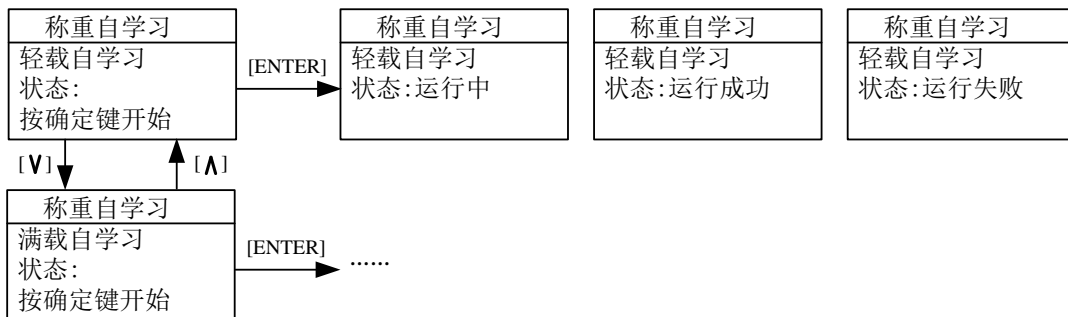 称重自学习
轻载自学习
状态:
按确定键开始
[ENTER]
称重自学习
轻载自学习
状态:运行中
称重自学习
轻载自学习
状态:运行成功
称重自学习
轻载自学习
状态:运行失败
[∨]
[∧]
称重自学习
满载自学习
状态:
按确定键开始
[ENTER]
……